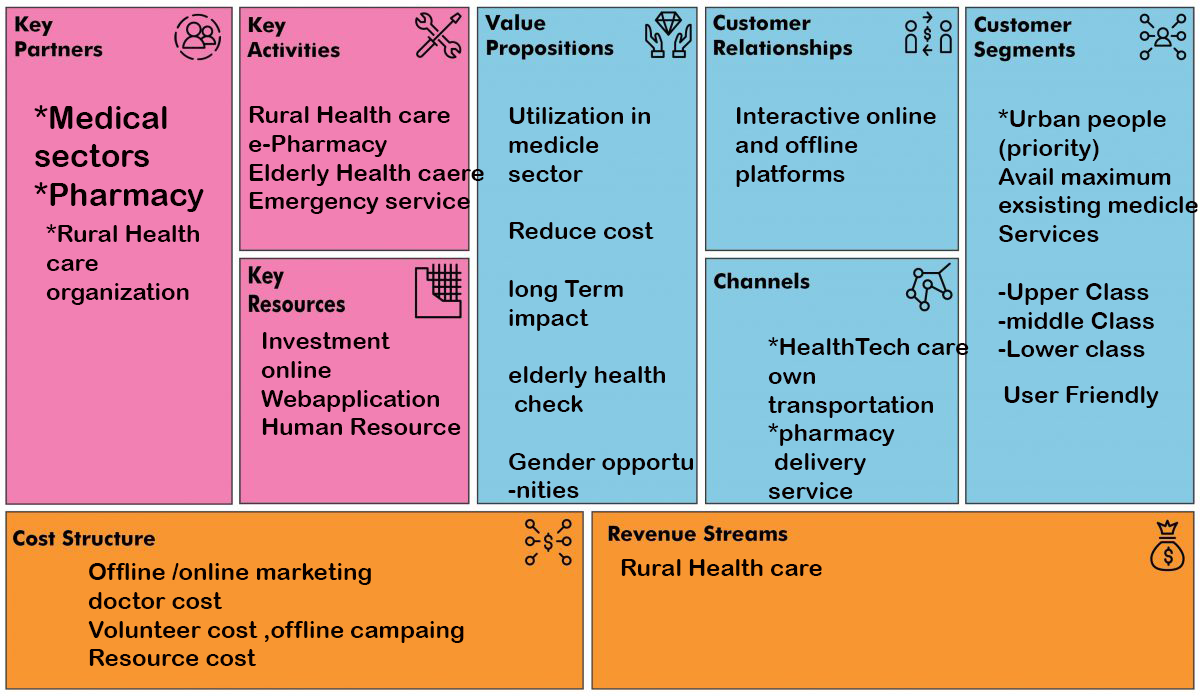 Key
Partners
*Medical
sectors
*Pharmacy
*Rural Health
care
organization
Key
Activities
Rural Health care
e-Pharmacy
Elderly Health caere
Emergency service
Key
Resources
Investment
online
Webapplication
Human Resource
Value
Propositions
Utilization in
medicle
sector
Reduce cost
long Term
impact
elderly health
check
Gender opportu
-nities
Customer
Relationships
Interactive online
and offline
platforms
Channels
*HealthTech care
own
transportation
*pharmacy
delivery
service
Customer
Segments
*Urban people
(priority)
Avail maximum
exsisting medicle
Services
-Upper Class
-middle Class
-Lower class
User Friendly
Cost Structure
Offline /online marketing
doctor cost
Volunteer cost ,offline campaing
Resource cost
Revenue Streams
Rural Health care